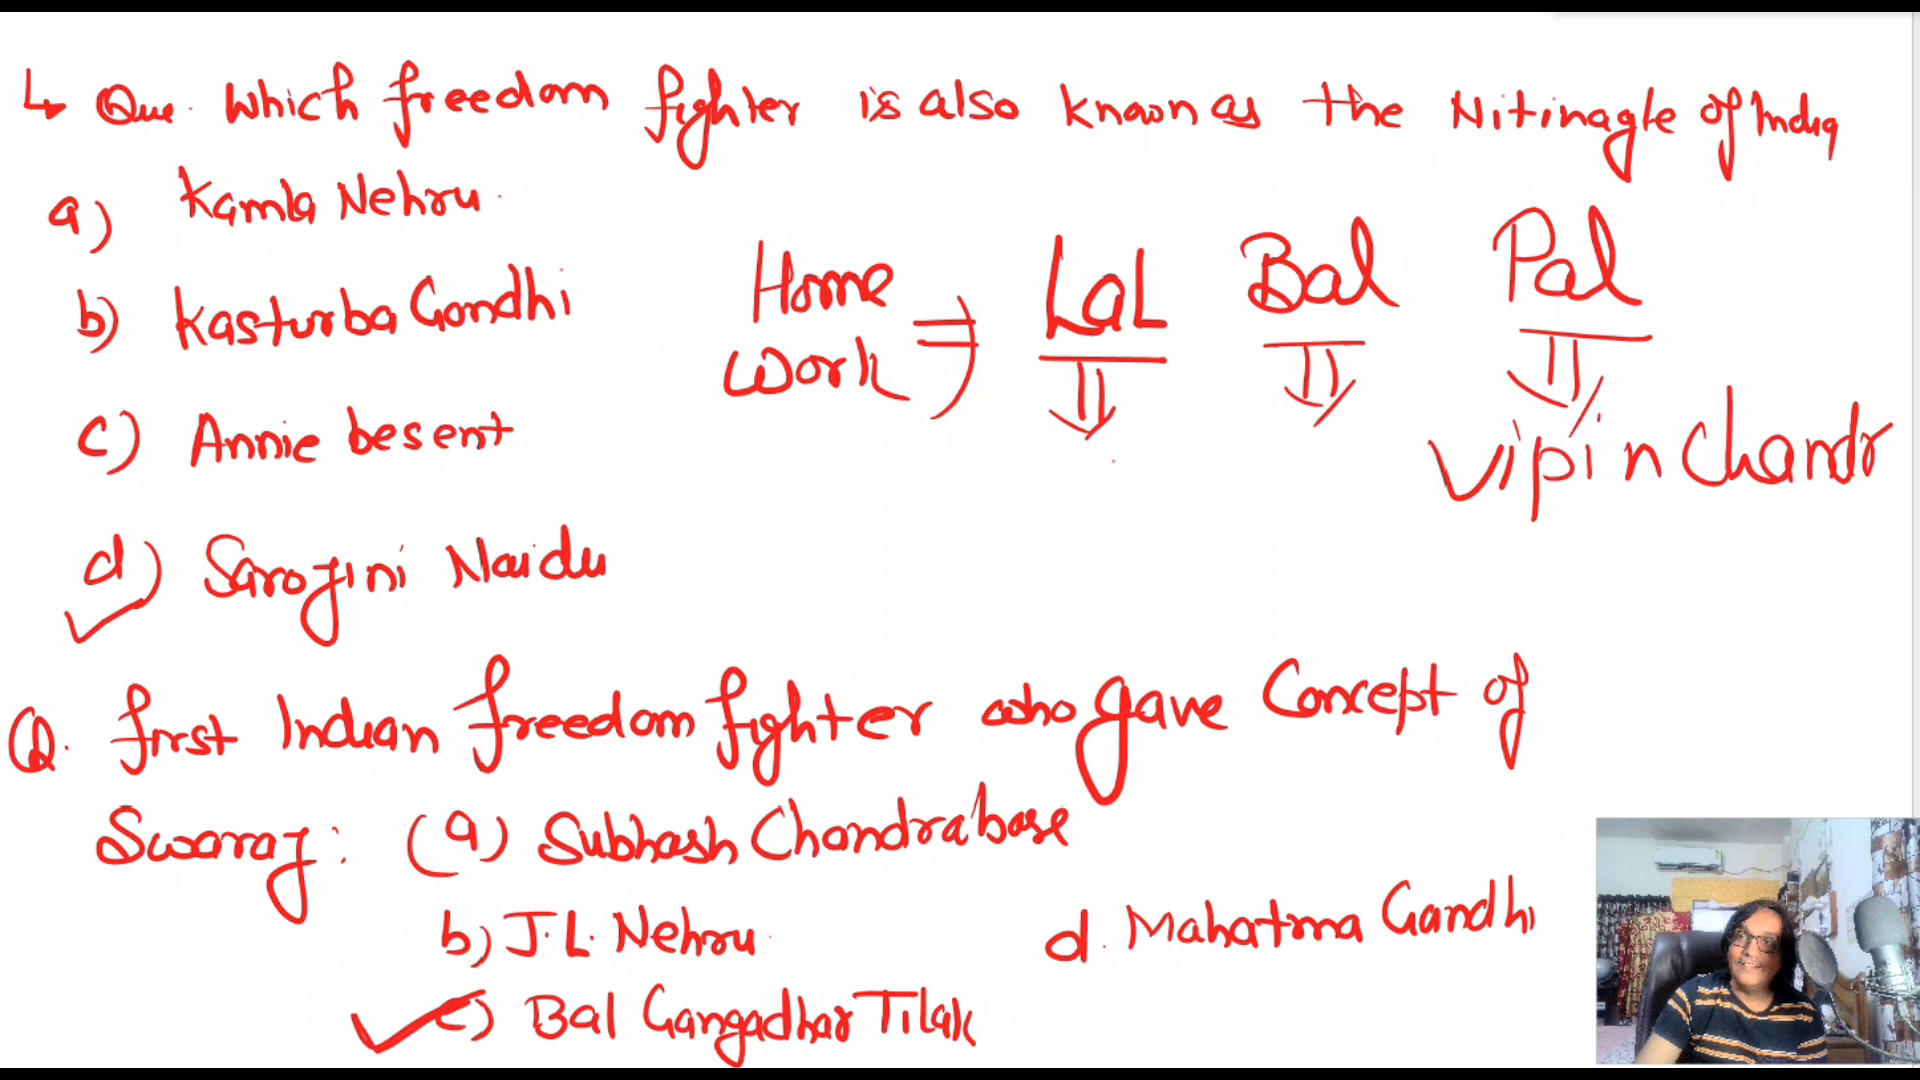 ↳ Que. Which freedom fighter is also known as the Nitinagle of India
a) Kamla Nehru
b) Kasturba Gandhi
c) Annie besent
d) Sarojini Naidu
Home Work ⇒ LaL Bal Pal
Vipin Chandr
Q. first Indian freedom fighter who gave Concept of
Swaraj: (a) Subhash Chandrabose
b) J.L. Nehru
d. Mahatma Gandhi
c) Bal Gangadhar Tilak